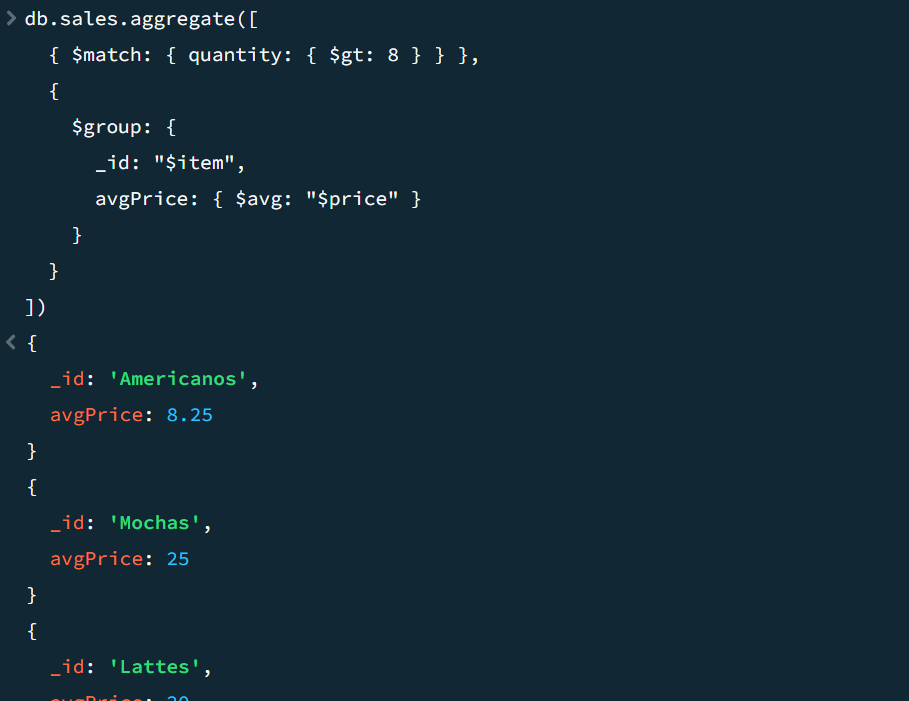 db.sales.aggregate([
{ $match: { quantity: { $gt: 8 } } },
{
$group: {
_id: "$item",
avgPrice: { $avg: "$price" }
}
}
])
{
_id: 'Americanos',
avgPrice: 8.25
}
{
_id: 'Mochas',
avgPrice: 25
}
{
_id: 'Lattes',
avgPrice: